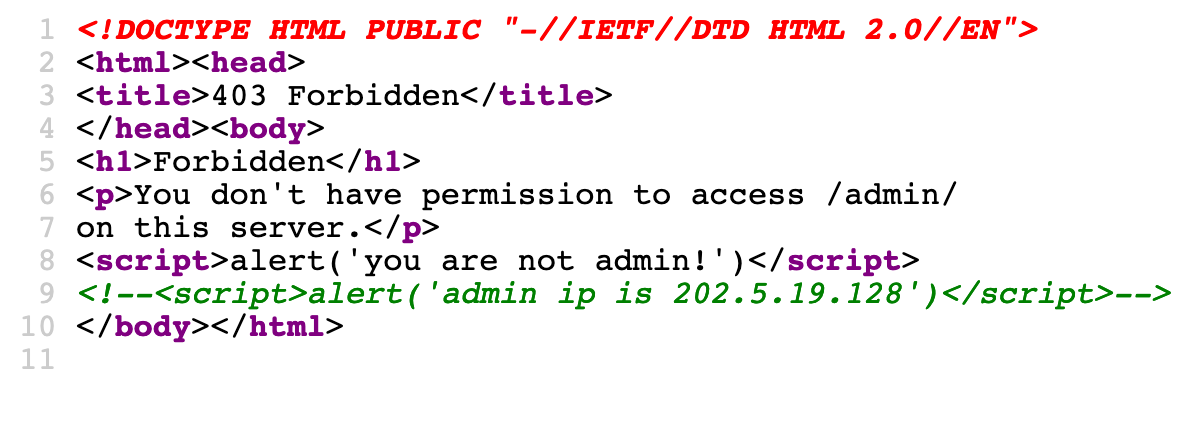 1 <!DOCTYPE HTML PUBLIC "-//IETF//DTD HTML 2.0//EN">
2 <html><head>
3 <title>403 Forbidden</title>
4 </head><body>
5 <h1>Forbidden</h1>
6 <p>You don't have permission to access /admin/
7 on this server.</p>
8 <script>alert('you are not admin!')</script>
9 <!--<script>alert('admin ip is 202.5.19.128')</script>-->
10 </body></html>
11